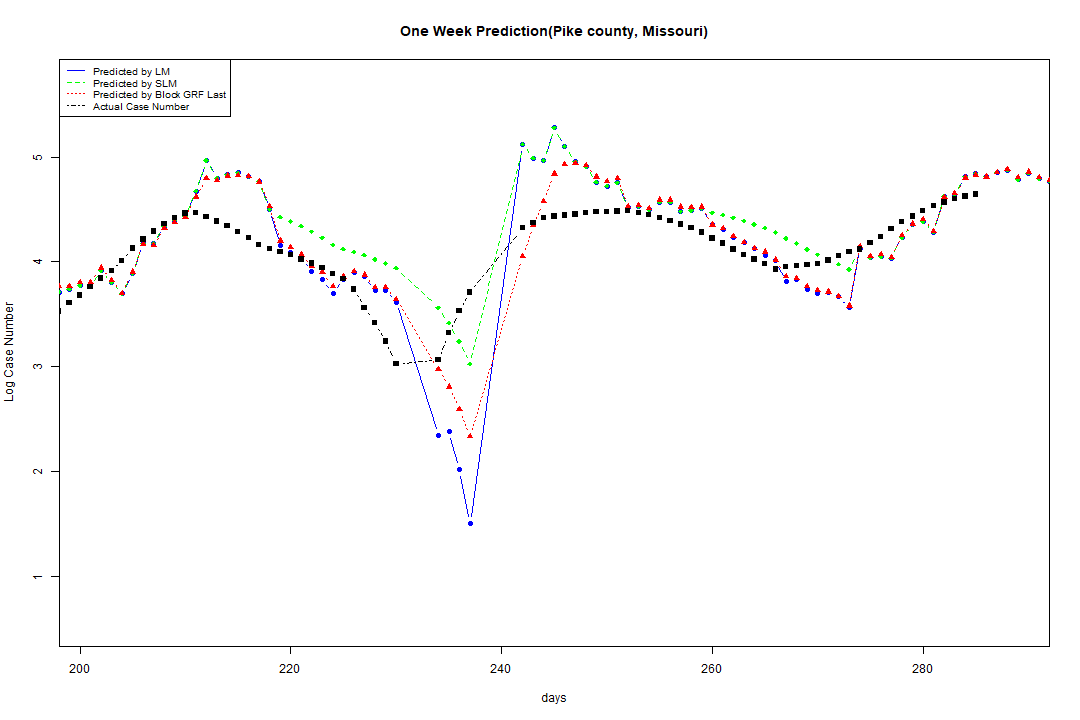 One Week Prediction(Pike county, Missouri)
Predicted by LM
Predicted by SLM
Predicted by Block GRF Last
Actual Case Number
5
4
3
2
1
Log Case Number
200 220 240 260 280
days